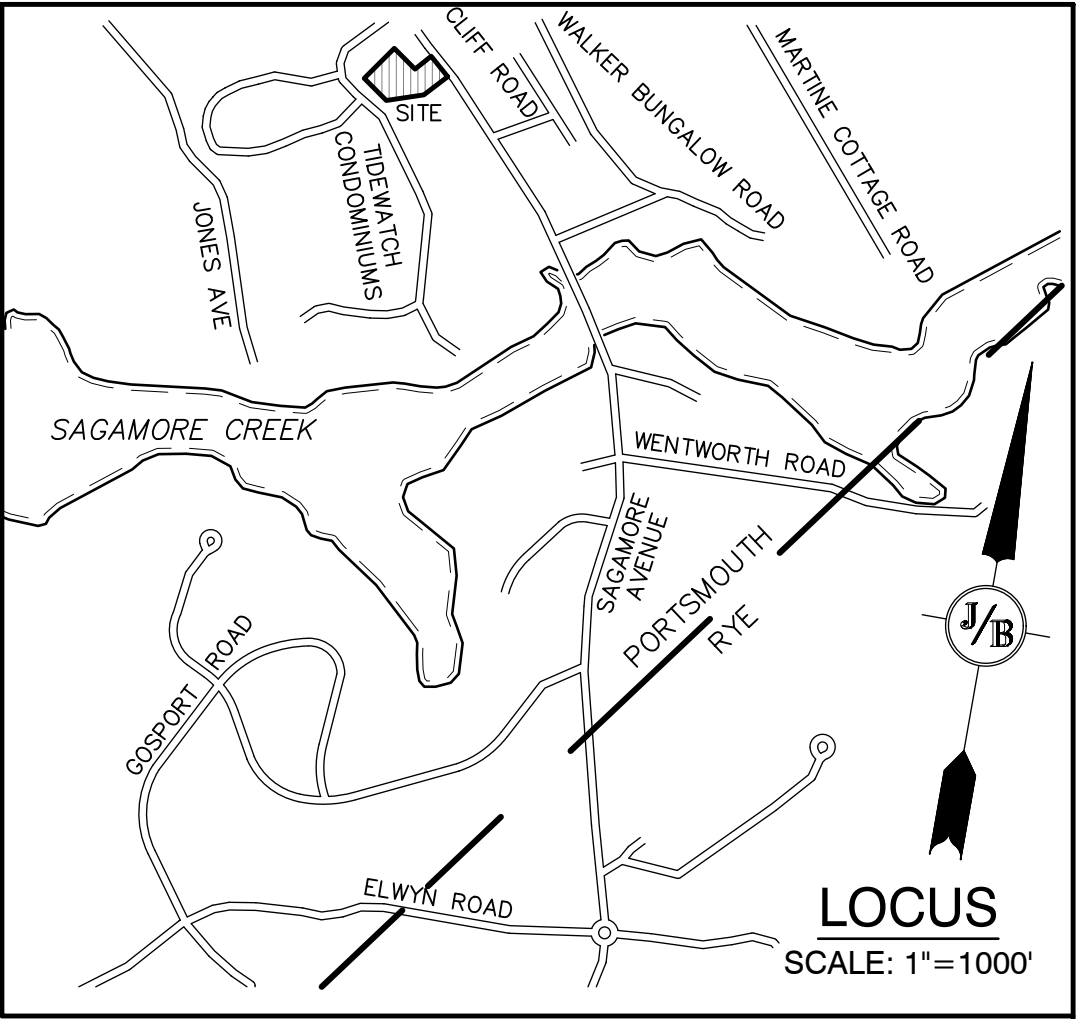 CLIFF ROAD
WALKER BUNGALOW ROAD
MARTINE COTTAGE ROAD
SITE
TIDEWATCH
CONDOMINIUMS
JONES AVE
SAGAMORE CREEK
WENTWORTH ROAD
SAGAMORE
AVENUE
PORTSMOUTH
RYE
J/B
GOSPORT ROAD
ELWYN ROAD
LOCUS
SCALE: 1"=1000'